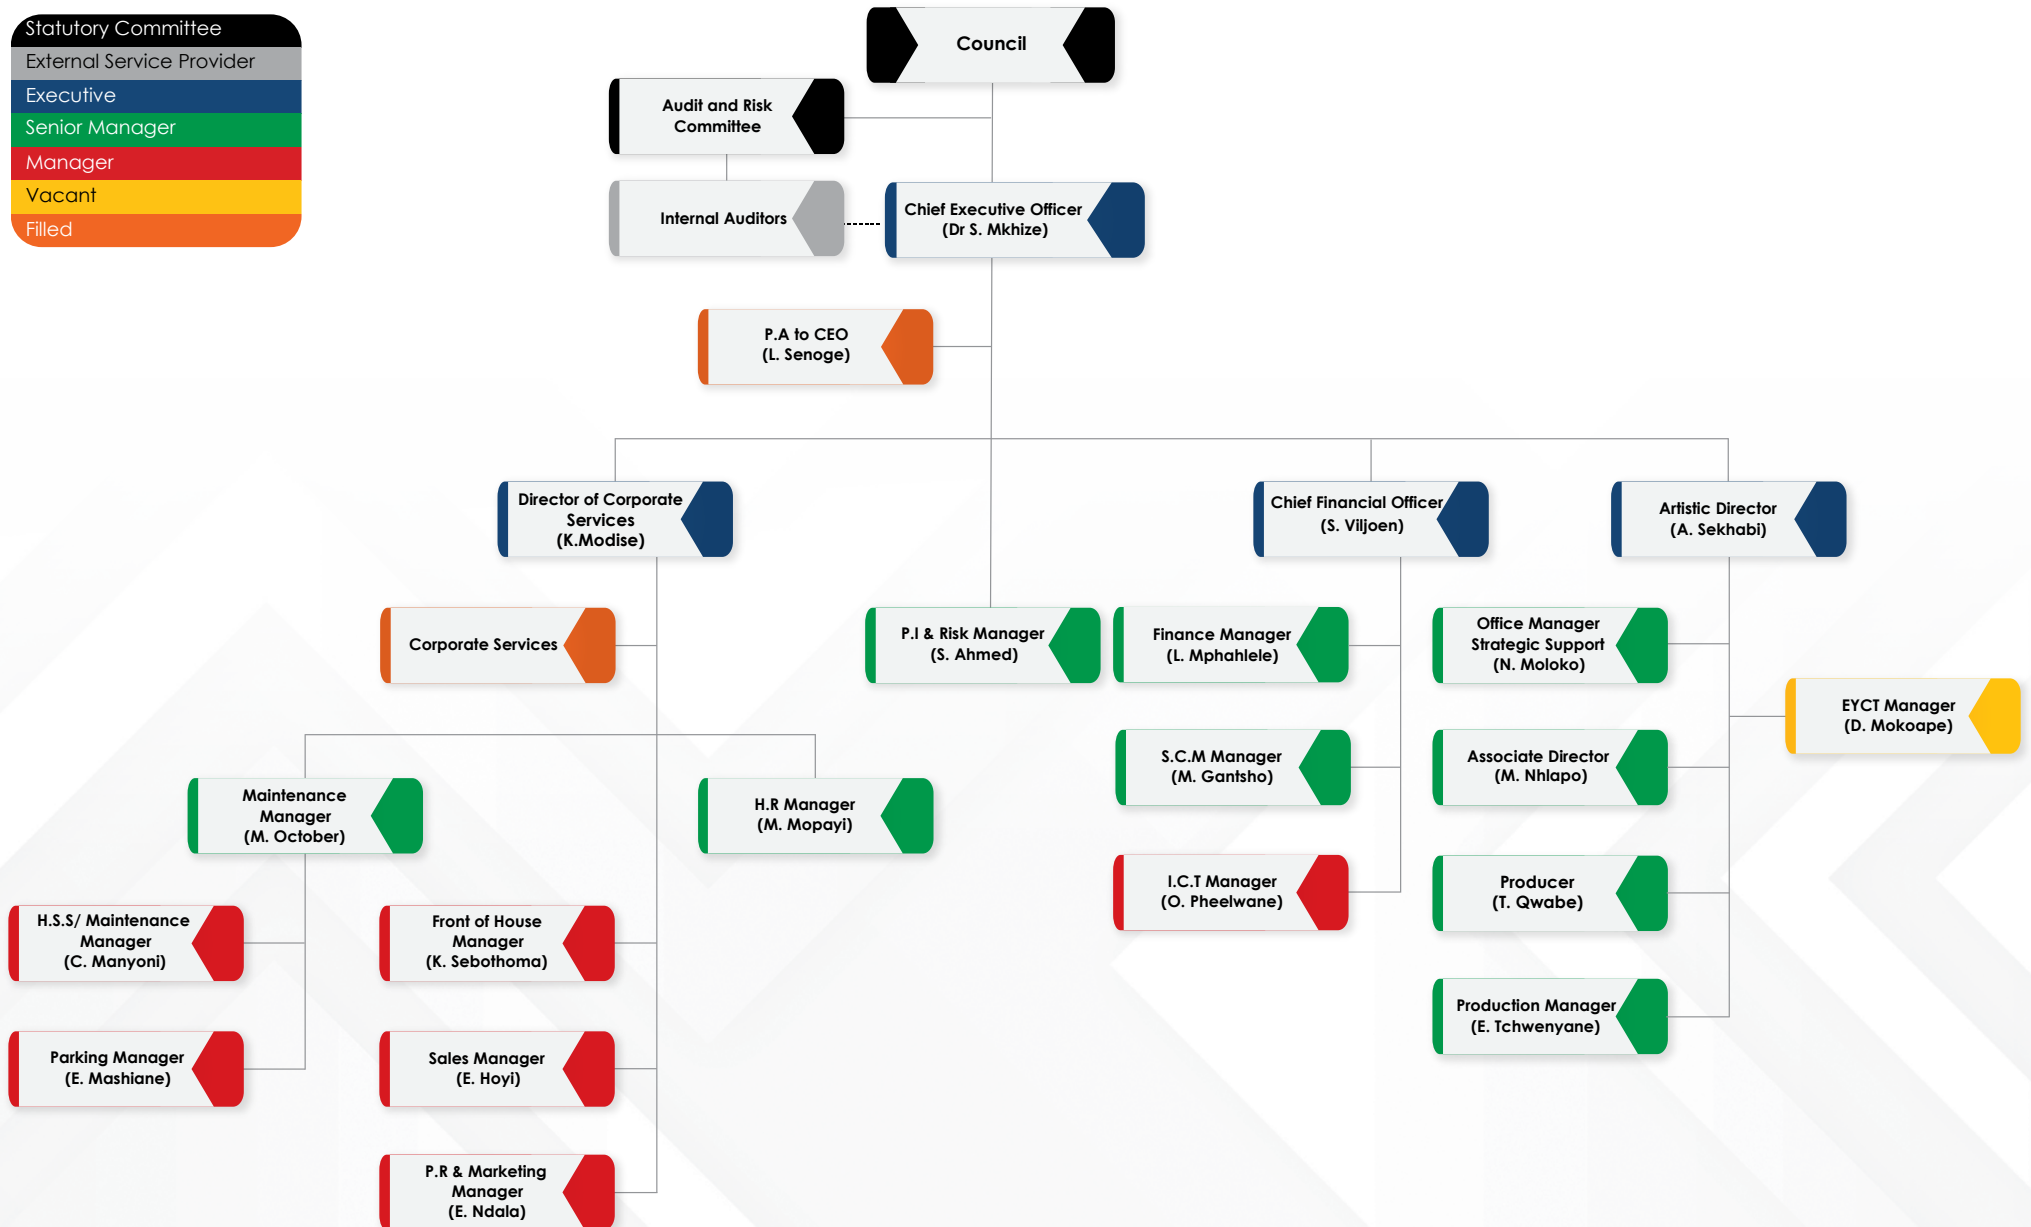 Statutory Committee
External Service Provider
Executive
Senior Manager
Manager
Vacant
Filled
Council
Audit and Risk
Committee
Internal Auditors
Chief Executive Officer
(Dr S. Mkhize)
P.A to CEO
(L. Senoge)
Director of Corporate
Services
(K.Modise)
Chief Financial Officer
(S. Viljoen)
Artistic Director
(A. Sekhabi)
Corporate Services
P.I & Risk Manager
(S. Ahmed)
Finance Manager
(L. Mphahlele)
Office Manager
Strategic Support
(N. Moloko)
EYCT Manager
(D. Mokoape)
S.C.M Manager
(M. Gantsho)
Associate Director
(M. Nhlapo)
Maintenance
Manager
(M. October)
H.R Manager
(M. Mopayi)
I.C.T Manager
(O. Pheelwane)
Producer
(T. Qwabe)
H.S.S/ Maintenance
Manager
(C. Manyoni)
Front of House
Manager
(K. Sebothoma)
Production Manager
(E. Tchwenyane)
Parking Manager
(E. Mashiane)
Sales Manager
(E. Hoyi)
P.R & Marketing
Manager
(E. Ndala)